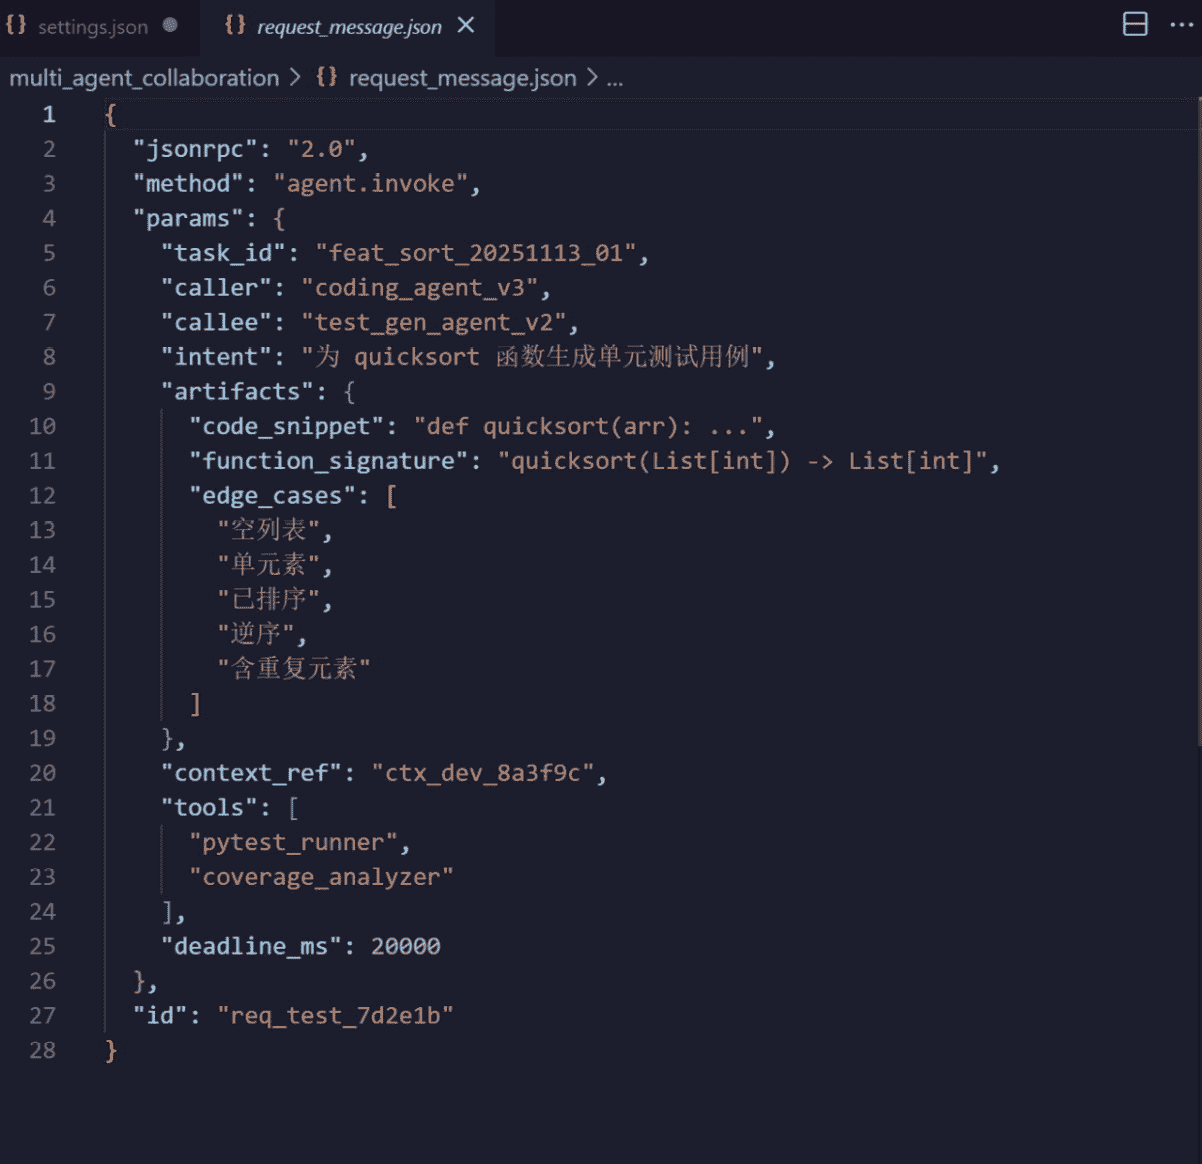 settings.json
request_message.json
multi_agent_collaboration > {} request_message.json > ...
1 {
2 "jsonrpc": "2.0",
3 "method": "agent.invoke",
4 "params": {
5 "task_id": "feat_sort_20251113_01",
6 "caller": "coding_agent_v3",
7 "callee": "test_gen_agent_v2",
8 "intent": "为 quicksort 函数生成单元测试用例",
9 "artifacts": {
10 "code_snippet": "def quicksort(arr): ...",
11 "function_signature": "quicksort(List[int]) -> List[int]",
12 "edge_cases": [
13 "空列表",
14 "单元素",
15 "已排序",
16 "逆序",
17 "含重复元素"
18 ]
19 },
20 "context_ref": "ctx_dev_8a3f9c",
21 "tools": [
22 "pytest_runner",
23 "coverage_analyzer"
24 ],
25 "deadline_ms": 20000
26 },
27 "id": "req_test_7d2e1b"
28 }